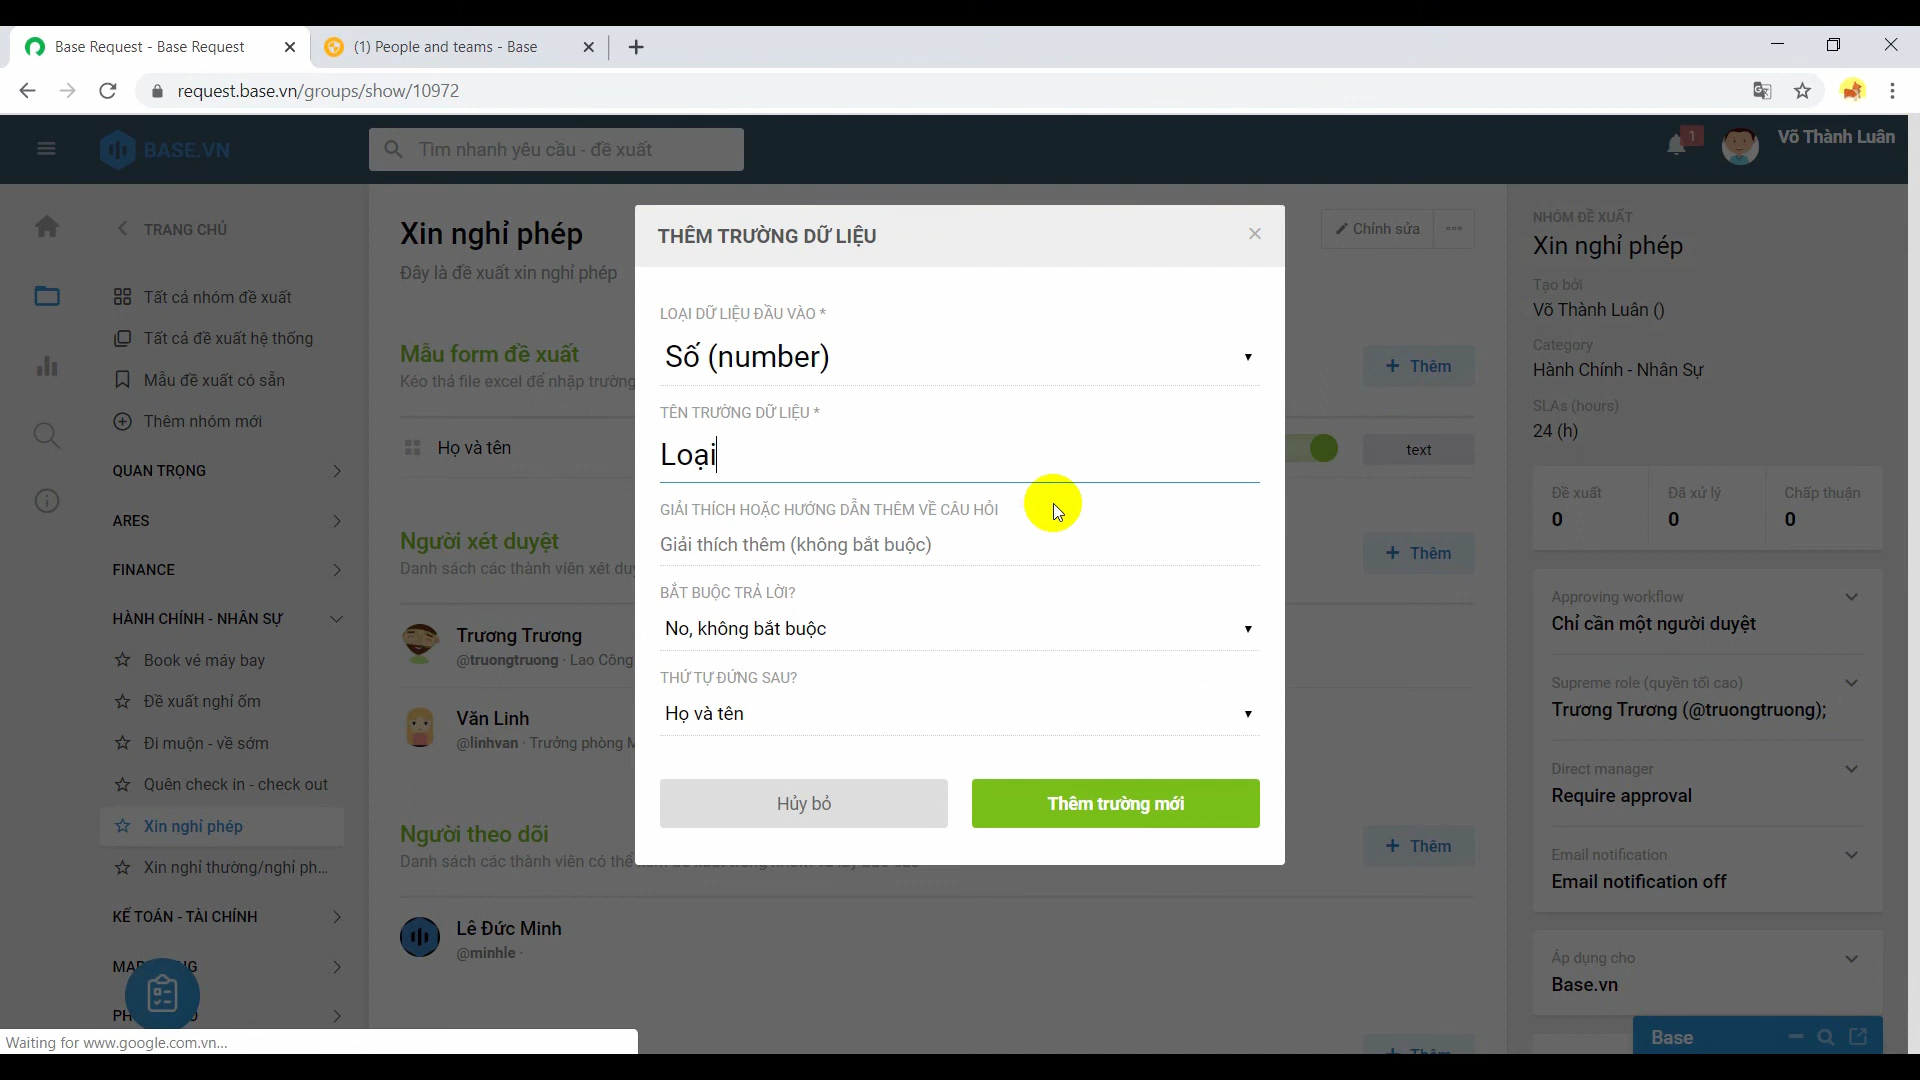 Base Request - Base Request
(1) People and teams - Base
request.base.vn/groups/show/10972
BASE.VN
Tìm nhanh yêu cầu - đề xuất
1
Võ Thành Luân
TRANG CHỦ
Tất cả nhóm đề xuất
Tất cả đề xuất hệ thống
Mẫu đề xuất có sẵn
Thêm nhóm mới
QUAN TRỌNG
ARES
FINANCE
HÀNH CHÍNH - NHÂN SỰ
Book vé máy bay
Đề xuất nghỉ ốm
Đi muộn - về sớm
Quên check in - check out
Xin nghỉ phép
Xin nghỉ thường/nghỉ ph...
KẾ TOÁN - TÀI CHÍNH
Waiting for www.google.com.vn...
Xin nghỉ phép
Đây là đề xuất xin nghỉ phép
Chỉnh sửa
Mẫu form đề xuất
Kéo thả file excel để nhập trường
Thêm
Họ và tên
text
Người xét duyệt
Danh sách các thành viên xét du
Thêm
Trương Trương
@truongtruong · Lao Công
Văn Linh
@linhvan · Trưởng phòng M
Người theo dõi
Danh sách các thành viên có thể
Thêm
Lê Đức Minh
@minhle ·
Thêm
THÊM TRƯỜNG DỮ LIỆU
LOẠI DỮ LIỆU ĐẦU VÀO *
Số (number)
TÊN TRƯỜNG DỮ LIỆU *
Loại
GIẢI THÍCH HOẶC HƯỚNG DẪN THÊM VỀ CÂU HỎI
Giải thích thêm (không bắt buộc)
BẮT BUỘC TRẢ LỜI?
No, không bắt buộc
THỨ TỰ ĐỨNG SAU?
Họ và tên
Hủy bỏ
Thêm trường mới
NHÓM ĐỀ XUẤT
Xin nghỉ phép
Tạo bởi
Võ Thành Luân ()
Category
Hành Chính - Nhân Sự
SLAs (hours)
24 (h)
Đề xuất
Đã xử lý
Chấp thuận
0
0
0
Approving workflow
Chỉ cần một người duyệt
Supreme role (quyền tối cao)
Trương Trương (@truongtruong);
Direct manager
Require approval
Email notification
Email notification off
Áp dụng cho
Base.vn
Base